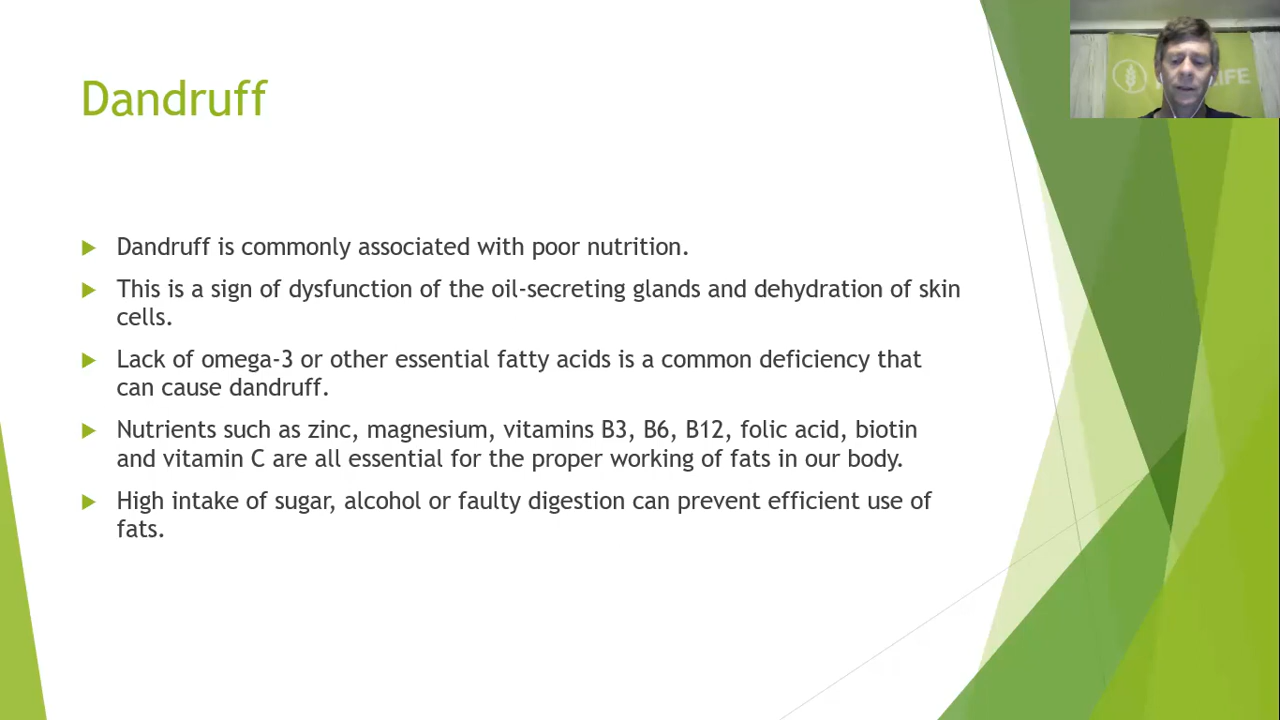 Dandruff
Dandruff is commonly associated with poor nutrition.
This is a sign of dysfunction of the oil-secreting glands and dehydration of skin
cells.
Lack of omega-3 or other essential fatty acids is a common deficiency that
can cause dandruff.
Nutrients such as zinc, magnesium, vitamins B3, B6, B12, folic acid, biotin
and vitamin C are all essential for the proper working of fats in our body.
High intake of sugar, alcohol or faulty digestion can prevent efficient use of
fats.